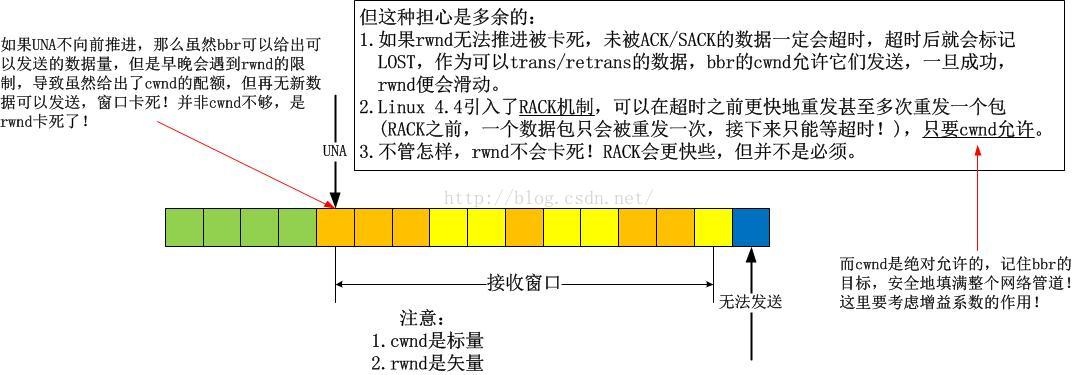 如果UNA不向前推进，那么虽然bbr可以给出可
以发送的数据量，但是早晚会遇到rwnd的限
制，导致虽然给出了cwnd的配额，但再无新数
据可以发送，窗口卡死！并非cwnd不够，是
rwnd卡死了！
但这种担心是多余的：
1.如果rwnd无法推进被卡死，未被ACK/SACK的数据一定会超时，超时后就会标记
LOST，作为可以trans/retrans的数据，bbr的cwnd允许它们发送，一旦成功，
rwnd便会滑动。
2.Linux 4.4引入了RACK机制，可以在超时之前更快地重发甚至多次重发一个包
(RACK之前，一个数据包只会被重发一次，接下来只能等超时！)，只要cwnd允许。
3.不管怎样，rwnd不会卡死！RACK会更快些，但并不是必须。
UNA
http://blog.csdn.net/
接收窗口
无法发送
而cwnd是绝对允许的，记住bbr的
目标，安全地填满整个网络管道！
这里要考虑增益系数的作用！
注意：
1.cwnd是标量
2.rwnd是矢量